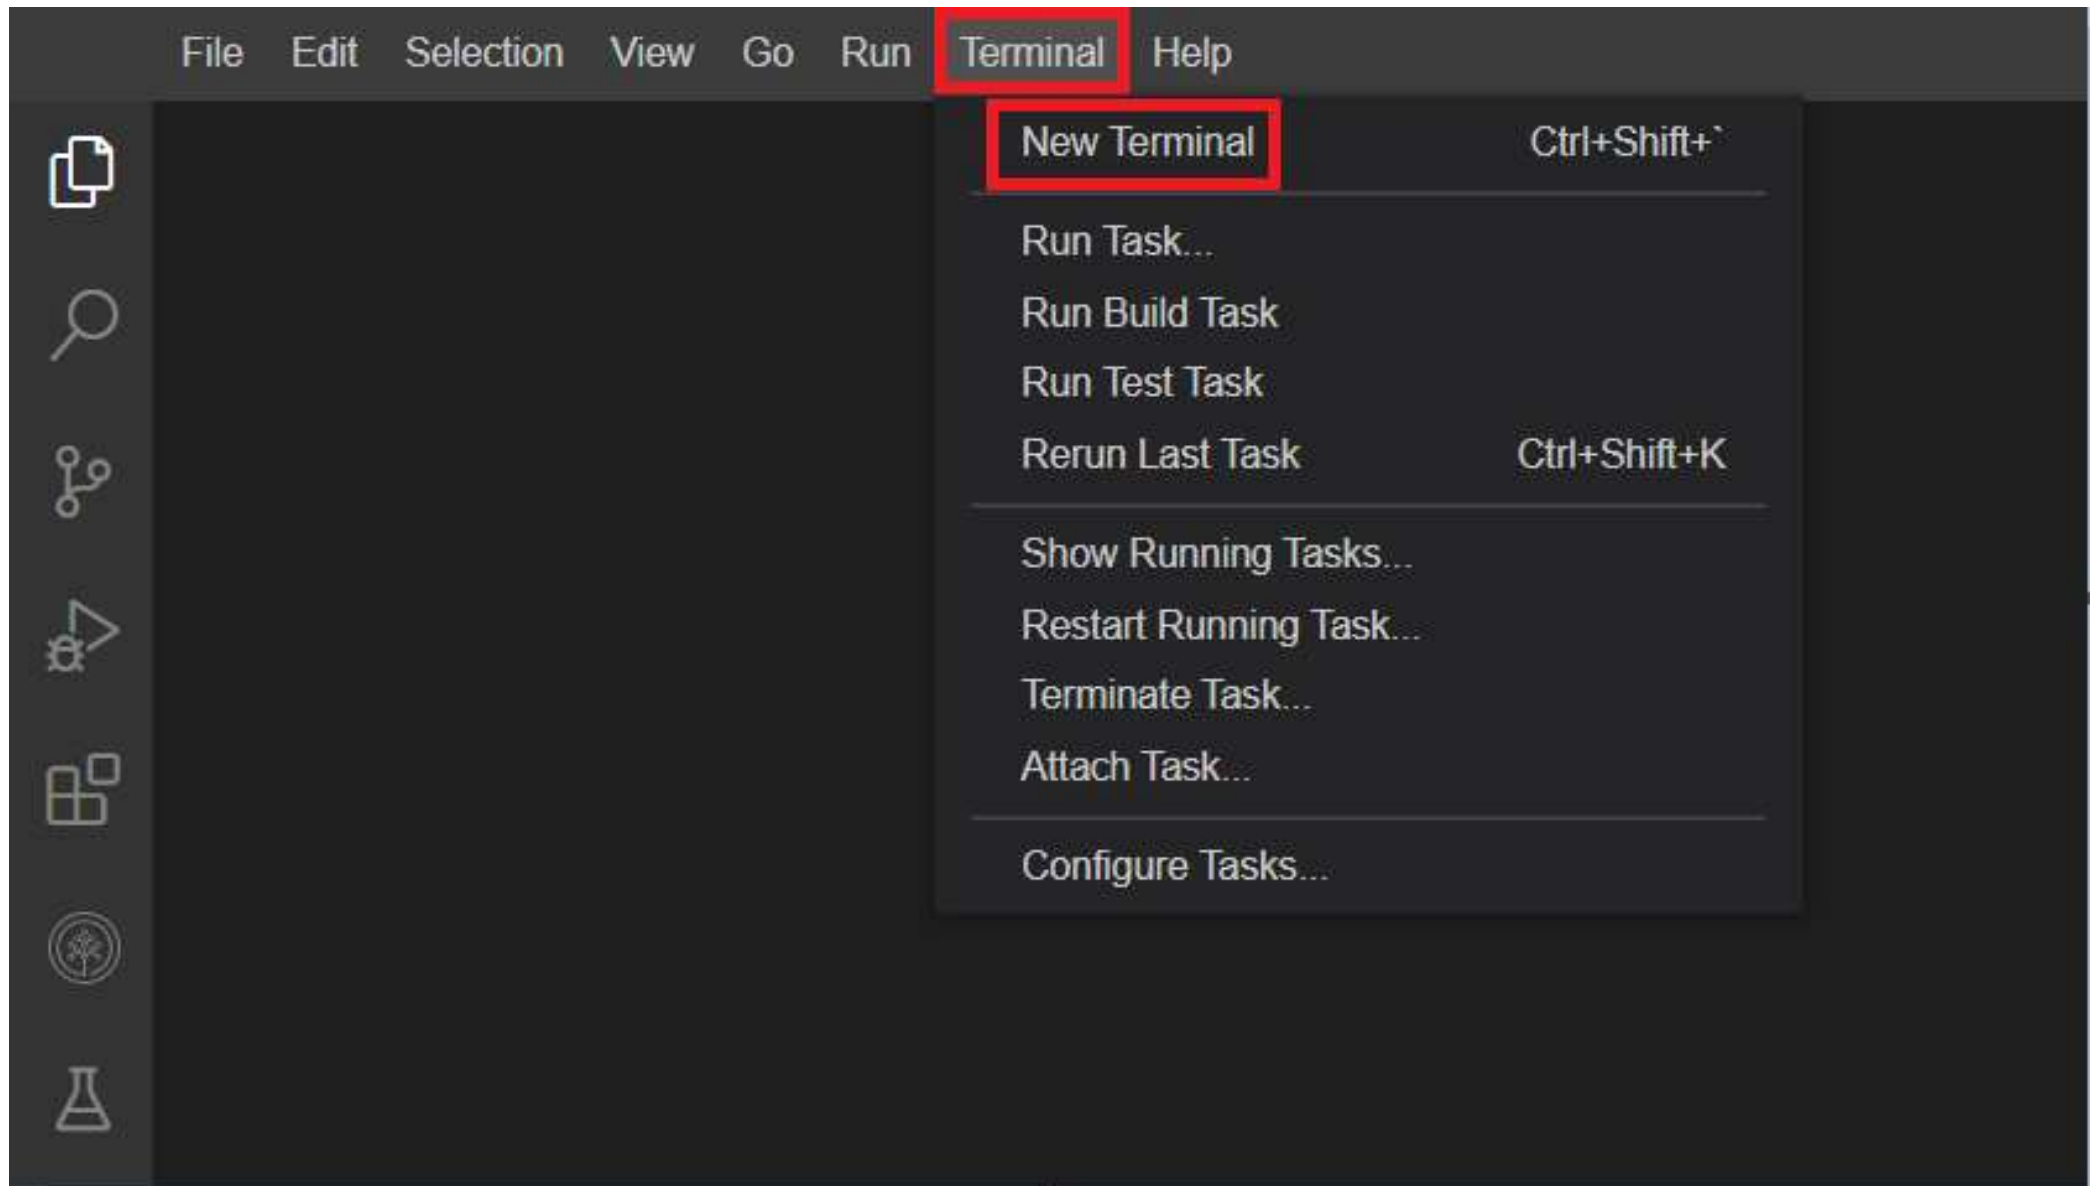 File Edit Selection View Go Run Terminal Help
New Terminal Ctrl+Shift+`
Run Task...
Run Build Task
Run Test Task
Rerun Last Task Ctrl+Shift+K
Show Running Tasks...
Restart Running Task...
Terminate Task...
Attach Task...
Configure Tasks...